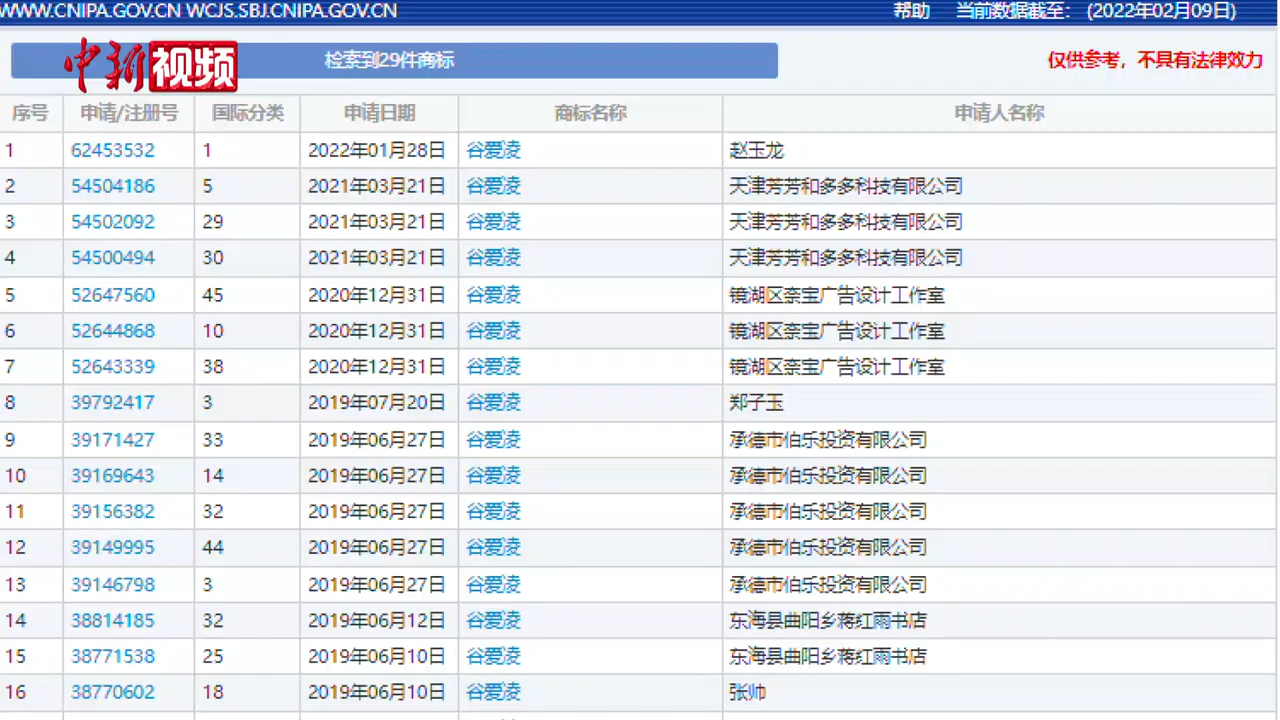 WWW.CNIPA.GOV.CN WCJS.SBJ.CNIPA.GOV.CN 帮助 当前数据截至: (2022年02月09日)
中新视频 检索到29件商标 仅供参考，不具有法律效力
序号 申请/注册号 国际分类 申请日期 商标名称 申请人名称
1 62453532 1 2022年01月28日 谷爱凌 赵玉龙
2 54504186 5 2021年03月21日 谷爱凌 天津芳芳和多多科技有限公司
3 54502092 29 2021年03月21日 谷爱凌 天津芳芳和多多科技有限公司
4 54500494 30 2021年03月21日 谷爱凌 天津芳芳和多多科技有限公司
5 52647560 45 2020年12月31日 谷爱凌 镜湖区柰宝广告设计工作室
6 52644868 10 2020年12月31日 谷爱凌 镜湖区柰宝广告设计工作室
7 52643339 38 2020年12月31日 谷爱凌 镜湖区柰宝广告设计工作室
8 39792417 3 2019年07月20日 谷爱凌 郑子玉
9 39171427 33 2019年06月27日 谷爱凌 承德市伯乐投资有限公司
10 39169643 14 2019年06月27日 谷爱凌 承德市伯乐投资有限公司
11 39156382 32 2019年06月27日 谷爱凌 承德市伯乐投资有限公司
12 39149995 44 2019年06月27日 谷爱凌 承德市伯乐投资有限公司
13 39146798 3 2019年06月27日 谷爱凌 承德市伯乐投资有限公司
14 38814185 32 2019年06月12日 谷爱凌 东海县曲阳乡蒋红雨书店
15 38771538 25 2019年06月10日 谷爱凌 东海县曲阳乡蒋红雨书店
16 38770602 18 2019年06月10日 谷爱凌 张帅